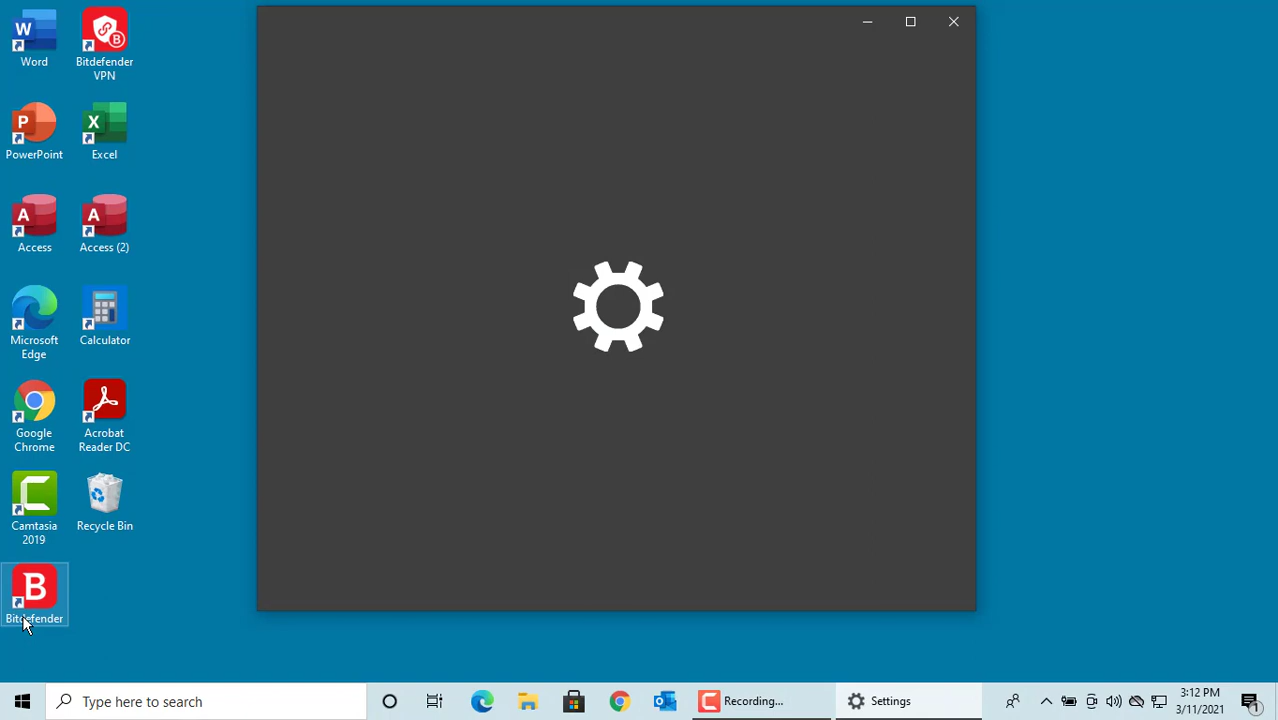 Word
Bitdefender
VPN
PowerPoint
Excel
Access
Access (2)
Microsoft
Edge
Calculator
Google
Chrome
Acrobat
Reader DC
Camtasia
2019
Recycle Bin
Bitdefender
Type here to search
Recording...
Settings
3:12 PM
3/11/2021
1